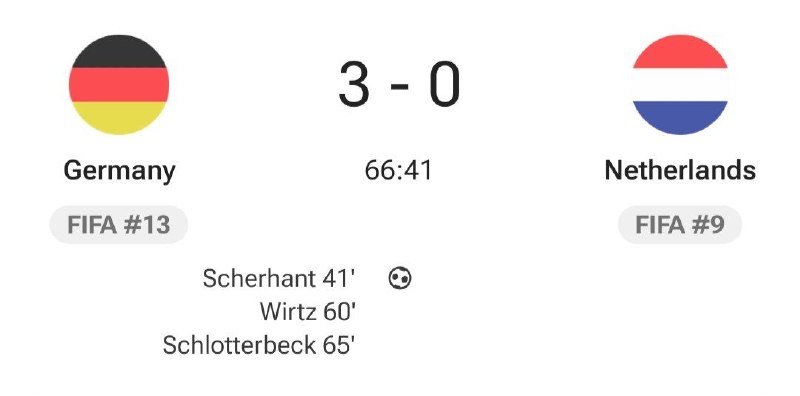 3 - 0
Germany
66:41
Netherlands
FIFA #13
FIFA #9
Scherhant 41'
Wirtz 60'
Schlotterbeck 65'